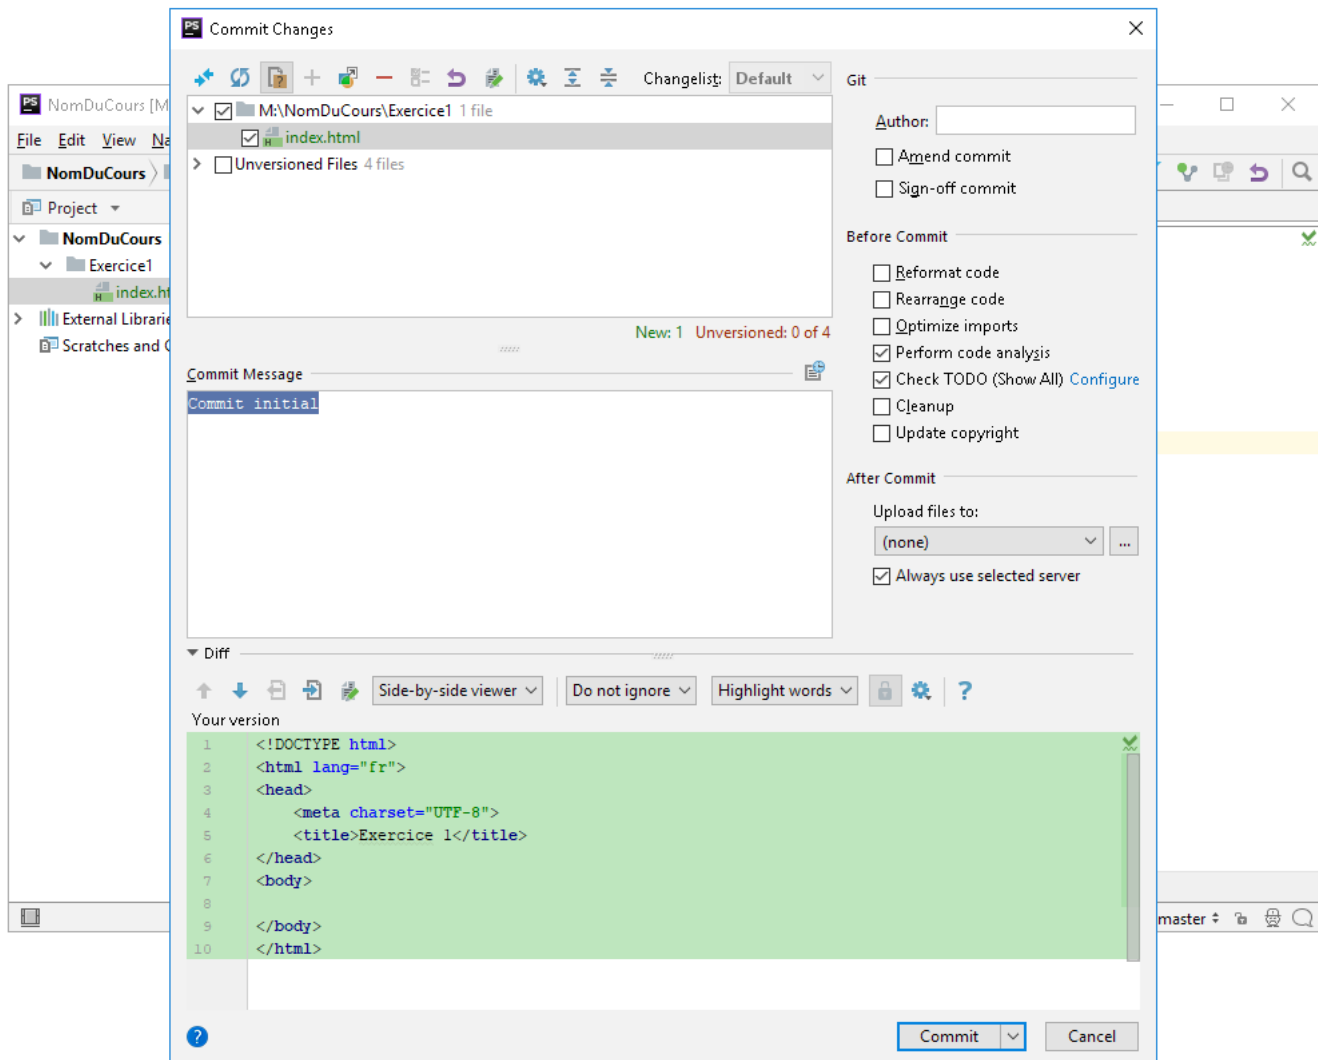 Commit Changes
Changelist: Default
M:\NomDuCours\Exercice1 1 file
index.html
Unversioned Files 4 files
New: 1 Unversioned: 0 of 4
Commit Message
Commit initial
Git
Author:
Amend commit
Sign-off commit
Before Commit
Reformat code
Rearrange code
Optimize imports
Perform code analysis
Check TODO (Show All) Configure
Cleanup
Update copyright
After Commit
Upload files to:
(none)
...
Always use selected server
Diff
Side-by-side viewer
Do not ignore
Highlight words
?
Your version
1 <!DOCTYPE html>
2 <html lang="fr">
3 <head>
4 <meta charset="UTF-8">
5 <title>Exercice 1</title>
6 </head>
7 <body>
8
9 </body>
10 </html>
?
Commit
Cancel
PS NomDuCours [M
File Edit View Na
NomDuCours
Project
NomDuCours
Exercice1
index.ht
External Librarie
Scratches and C
master